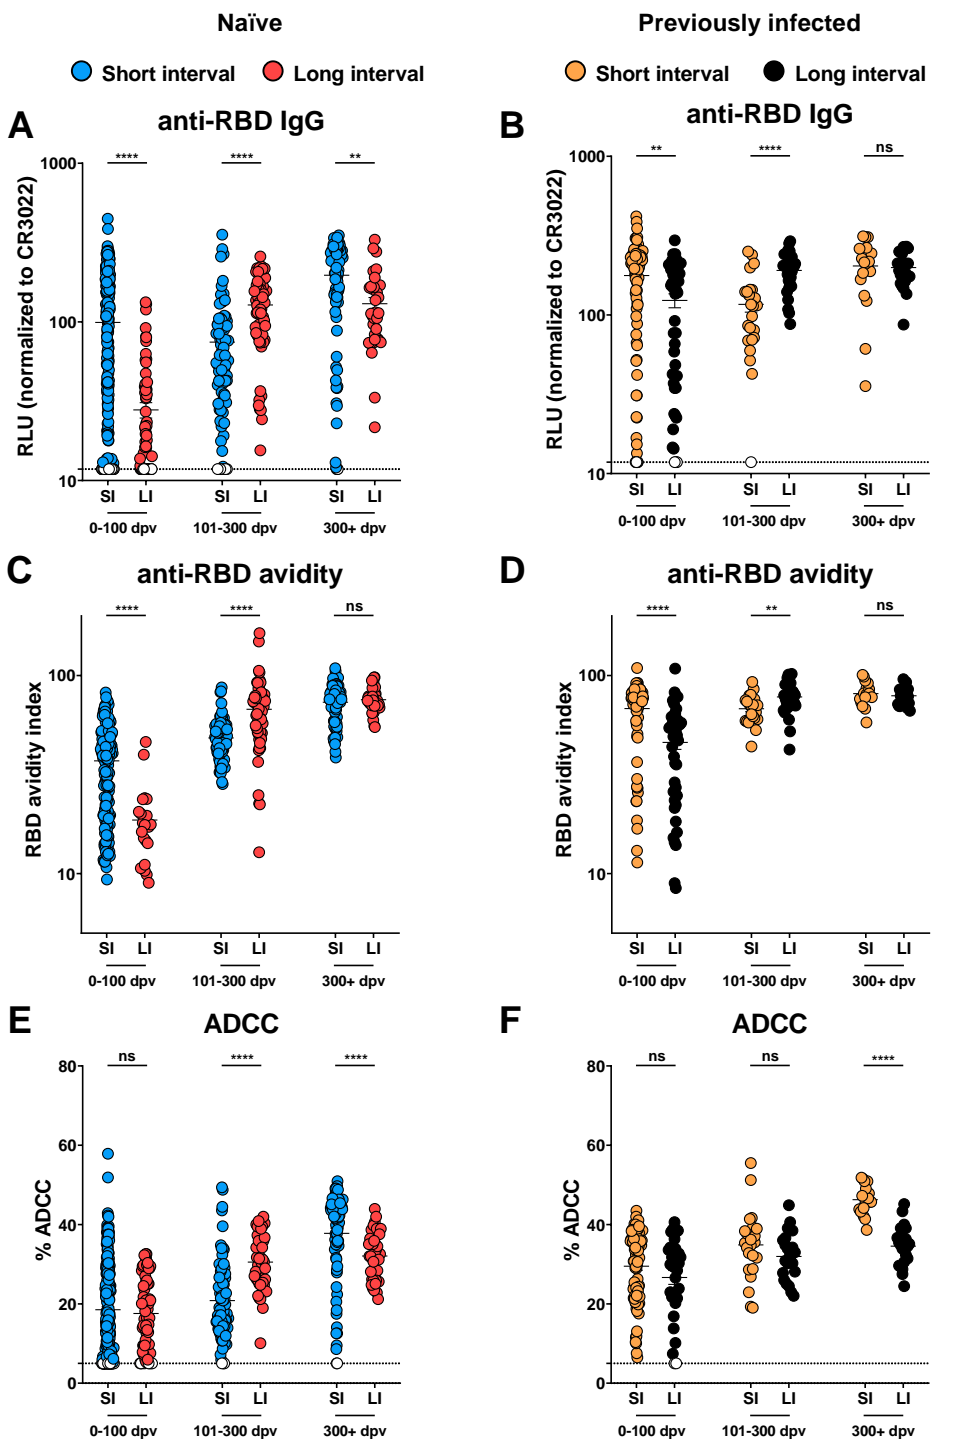 Naïve
Previously infected
Short interval
Long interval
Short interval
Long interval
A
anti-RBD IgG
RLU (normalized to CR3022)
1000
100
10
****
****
**
SI LI SI LI SI LI
0-100 dpv 101-300 dpv 300+ dpv
B
anti-RBD IgG
RLU (normalized to CR3022)
1000
100
10
**
****
ns
SI LI SI LI SI LI
0-100 dpv 101-300 dpv 300+ dpv
C
anti-RBD avidity
RBD avidity index
100
10
****
****
ns
SI LI SI LI SI LI
0-100 dpv 101-300 dpv 300+ dpv
D
anti-RBD avidity
RBD avidity index
100
10
****
**
ns
SI LI SI LI SI LI
0-100 dpv 101-300 dpv 300+ dpv
E
ADCC
% ADCC
80
60
40
20
0
ns
****
****
SI LI SI LI SI LI
0-100 dpv 101-300 dpv 300+ dpv
F
ADCC
% ADCC
80
60
40
20
0
ns
ns
****
SI LI SI LI SI LI
0-100 dpv 101-300 dpv 300+ dpv